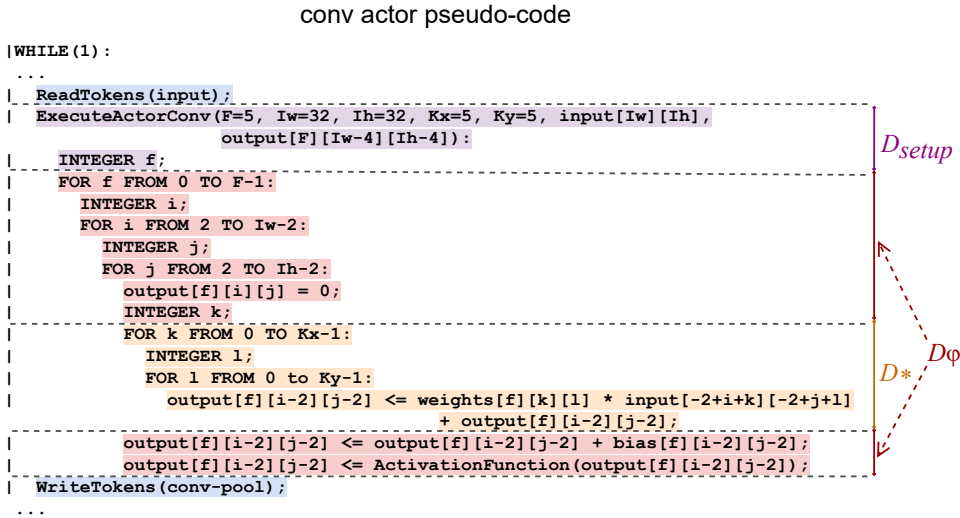 conv actor pseudo-code
|WHILE(1):
...
| ReadTokens(input);
| ExecuteActorConv(F=5, Iw=32, Ih=32, Kx=5, Ky=5, input[Iw][Ih],
output[F][Iw-4][Ih-4]):
| INTEGER f;
| FOR f FROM 0 TO F-1:
| INTEGER i;
| FOR i FROM 2 TO Iw-2:
| INTEGER j;
| FOR j FROM 2 TO Ih-2:
| output[f][i][j] = 0;
| INTEGER k;
| FOR k FROM 0 TO Kx-1:
| INTEGER l;
| FOR l FROM 0 to Ky-1:
| output[f][i-2][j-2] <= weights[f][k][l] * input[-2+i+k][-2+j+l]
+ output[f][i-2][j-2];
| output[f][i-2][j-2] <= output[f][i-2][j-2] + bias[f][i-2][j-2];
| output[f][i-2][j-2] <= ActivationFunction(output[f][i-2][j-2]);
| WriteTokens(conv-pool);
...
Dsetup
Dφ
D*